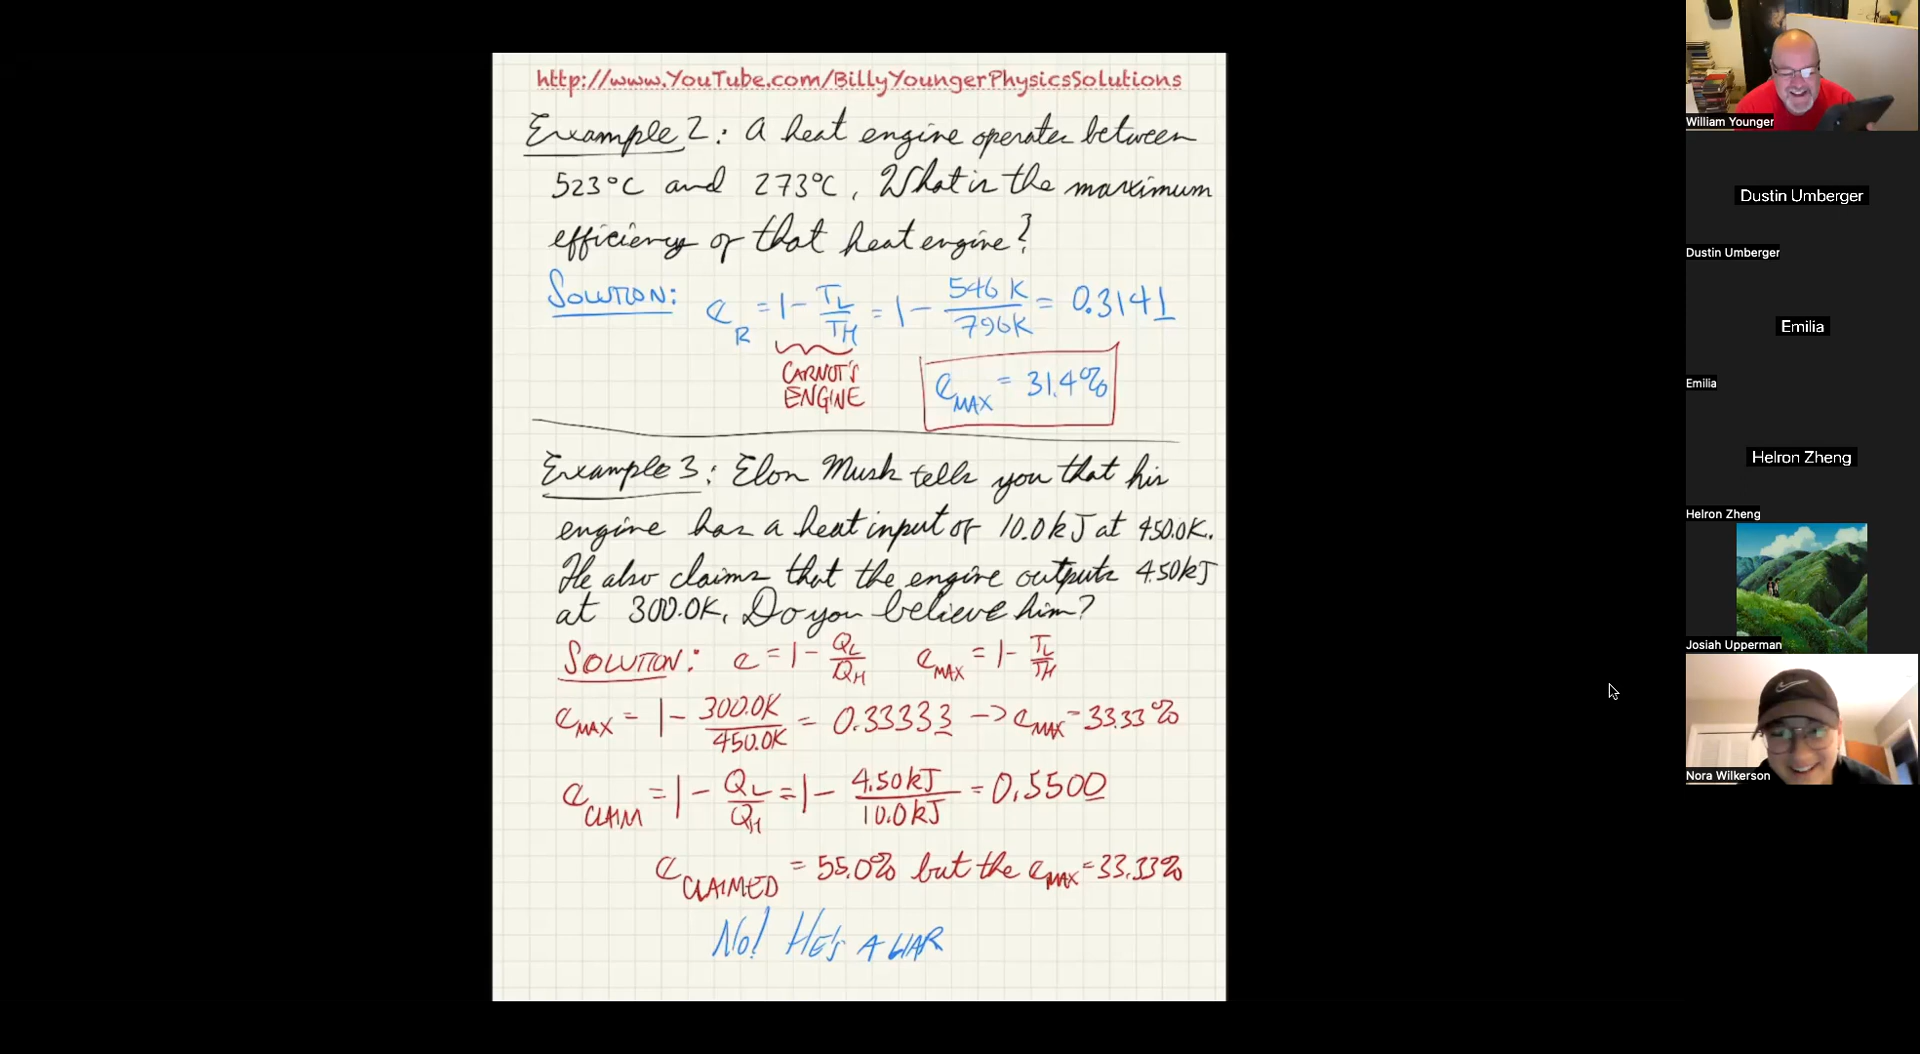 http://www.YouTube.com/BillyYoungerPhysicsSolutions
Example 2: A heat engine operates between
523°C and 273°C. What is the maximum
efficiency of that heat engine?
SOLUTION: e_R = 1 - T_L/T_H = 1 - 546 K/796K = 0.3141
CARNOT'S
ENGINE
e_MAX = 31.4%
Example 3: Elon Musk tells you that his
engine has a heat input of 10.0kJ at 450.0K.
He also claims that the engine outputs 4.50kJ
at 300.0K. Do you believe him?
SOLUTION: e = 1 - Q_L/Q_H e_MAX = 1 - T_L/T_H
e_MAX = 1 - 300.0K/450.0K = 0.33333 → e_MAX = 33.33%
e_CLAIM = 1 - Q_L/Q_H = 1 - 4.50kJ/10.0kJ = 0.5500
e_CLAIMED = 55.0% but the e_MAX = 33.33%
No! HE'S A LIAR
William Younger
Dustin Umberger
Dustin Umberger
Emilia
Emilia
Helron Zheng
Helron Zheng
Josiah Upperman
Nora Wilkerson